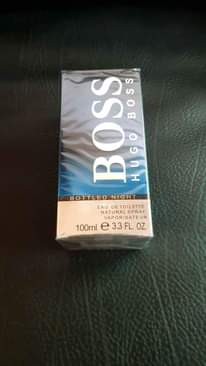 BOSS
HUGO BOSS
BOTTLED NIGHT
EAU DE TOILETTE
NATURAL SPRAY
VAPORISATEUR
100ml ℮ 3.3 FL. OZ